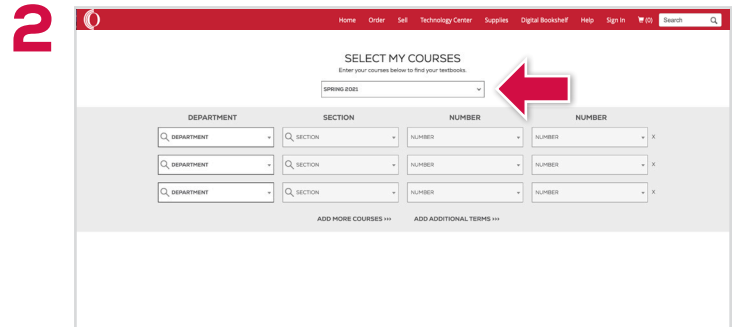 2
Home Order Sell Technology Center Supplies Digital Bookshelf Help Sign In (0) Search
SELECT MY COURSES
Enter your courses below to find your textbooks.
SPRING 2021
DEPARTMENT SECTION NUMBER NUMBER
DEPARTMENT SECTION NUMBER NUMBER X
DEPARTMENT SECTION NUMBER NUMBER X
DEPARTMENT SECTION NUMBER NUMBER X
ADD MORE COURSES ››› ADD ADDITIONAL TERMS ›››